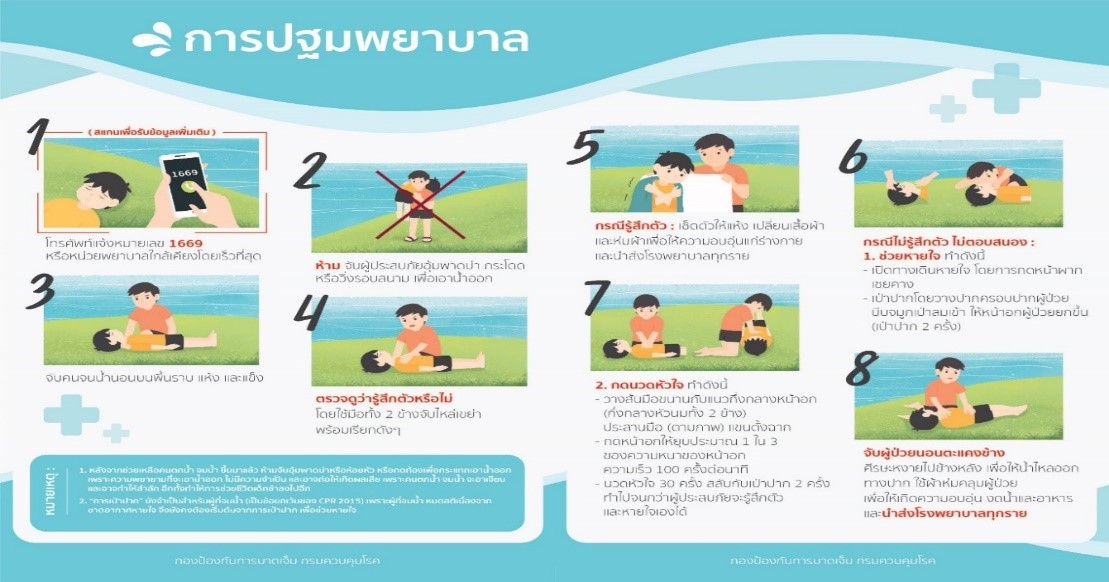 การปฐมพยาบาล
1
(สแกนเพื่อรับข้อมูลเพิ่มเติม)
1669
โทรศัพท์แจ้งหมายเลข 1669
หรือหน่วยพยาบาลใกล้เคียงโดยเร็วที่สุด
2
ห้าม จับผู้ประสบภัยอุ้มพาดบ่า กระโดด
หรือวิ่งรอบสนาม เพื่อเอาน้ำออก
3
จับคนจมน้ำนอนบนพื้นราบ แห้ง และแข็ง
4
ตรวจดูว่ารู้สึกตัวหรือไม่
โดยใช้มือทั้ง 2 ข้างจับไหล่เขย่า
พร้อมเรียกดังๆ
หมายเหตุ :
1. หลังจากช่วยเหลือคนตกน้ำ จมน้ำ ขึ้นมาแล้ว ห้ามจับอุ้มพาดบ่าหรือห้อยหัว หรือกดท้องเพื่อกระแทกเอาน้ำออก
เพราะความพยายามที่จะเอาน้ำออก ไม่มีความจำเป็น และอาจก่อให้เกิดผลเสีย เพราะคนตกน้ำ จมน้ำ จะอาเจียน
และอาจทำให้สำลัก อีกทั้งทำให้การช่วยชีวิตเด็กช้าลงไปอีก
2. "การเป่าปาก" ยังจำเป็นสำหรับผู้ที่จมน้ำ (เป็นข้อยกเว้นของ CPR 2015) เพราะผู้ที่จมน้ำ หมดสติเนื่องจาก
ขาดอากาศหายใจ จึงยังคงต้องเริ่มต้นจากการเป่าปาก เพื่อช่วยหายใจ
กองป้องกันการบาดเจ็บ กรมควบคุมโรค
5
กรณีรู้สึกตัว : เช็ดตัวให้แห้ง เปลี่ยนเสื้อผ้า
และห่มผ้าเพื่อให้ความอบอุ่นแก่ร่างกาย
และนำส่งโรงพยาบาลทุกราย
6
กรณีไม่รู้สึกตัว ไม่ตอบสนอง :
1. ช่วยหายใจ ทำดังนี้
- เปิดทางเดินหายใจ โดยการกดหน้าผาก
เชยคาง
- เป่าปากโดยวางปากครอบปากผู้ป่วย
บีบจมูกเป่าลมเข้า ให้หน้าอกผู้ป่วยยกขึ้น
(เป่าปาก 2 ครั้ง)
7
2. กดนวดหัวใจ ทำดังนี้
- วางส้นมือขนานกับแนวกึ่งกลางหน้าอก
(กึ่งกลางหัวนมทั้ง 2 ข้าง)
ประสานมือ (ตามภาพ) แขนตั้งฉาก
- กดหน้าอกให้ยุบประมาณ 1 ใน 3
ของความหนาของหน้าอก
ความเร็ว 100 ครั้งต่อนาที
- นวดหัวใจ 30 ครั้ง สลับกับเป่าปาก 2 ครั้ง
ทำไปจนกว่าผู้ประสบภัยจะรู้สึกตัว
และหายใจเองได้
8
จับผู้ป่วยนอนตะแคงข้าง
ศีรษะหงายไปข้างหลัง เพื่อให้น้ำไหลออก
ทางปาก ใช้ผ้าห่มคลุมผู้ป่วย
เพื่อให้เกิดความอบอุ่น งดน้ำและอาหาร
และนำส่งโรงพยาบาลทุกราย
กองป้องกันการบาดเจ็บ กรมควบคุมโรค